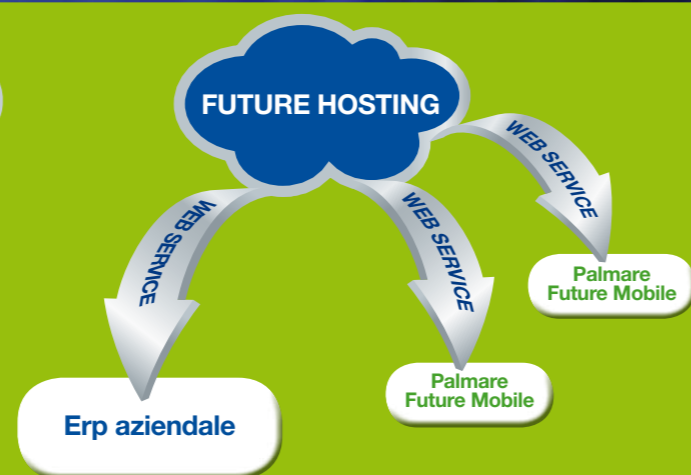 FUTURE HOSTING
WEB SERVICE
WEB SERVICE
WEB SERVICE
Palmare
Future Mobile
Palmare
Future Mobile
Erp aziendale